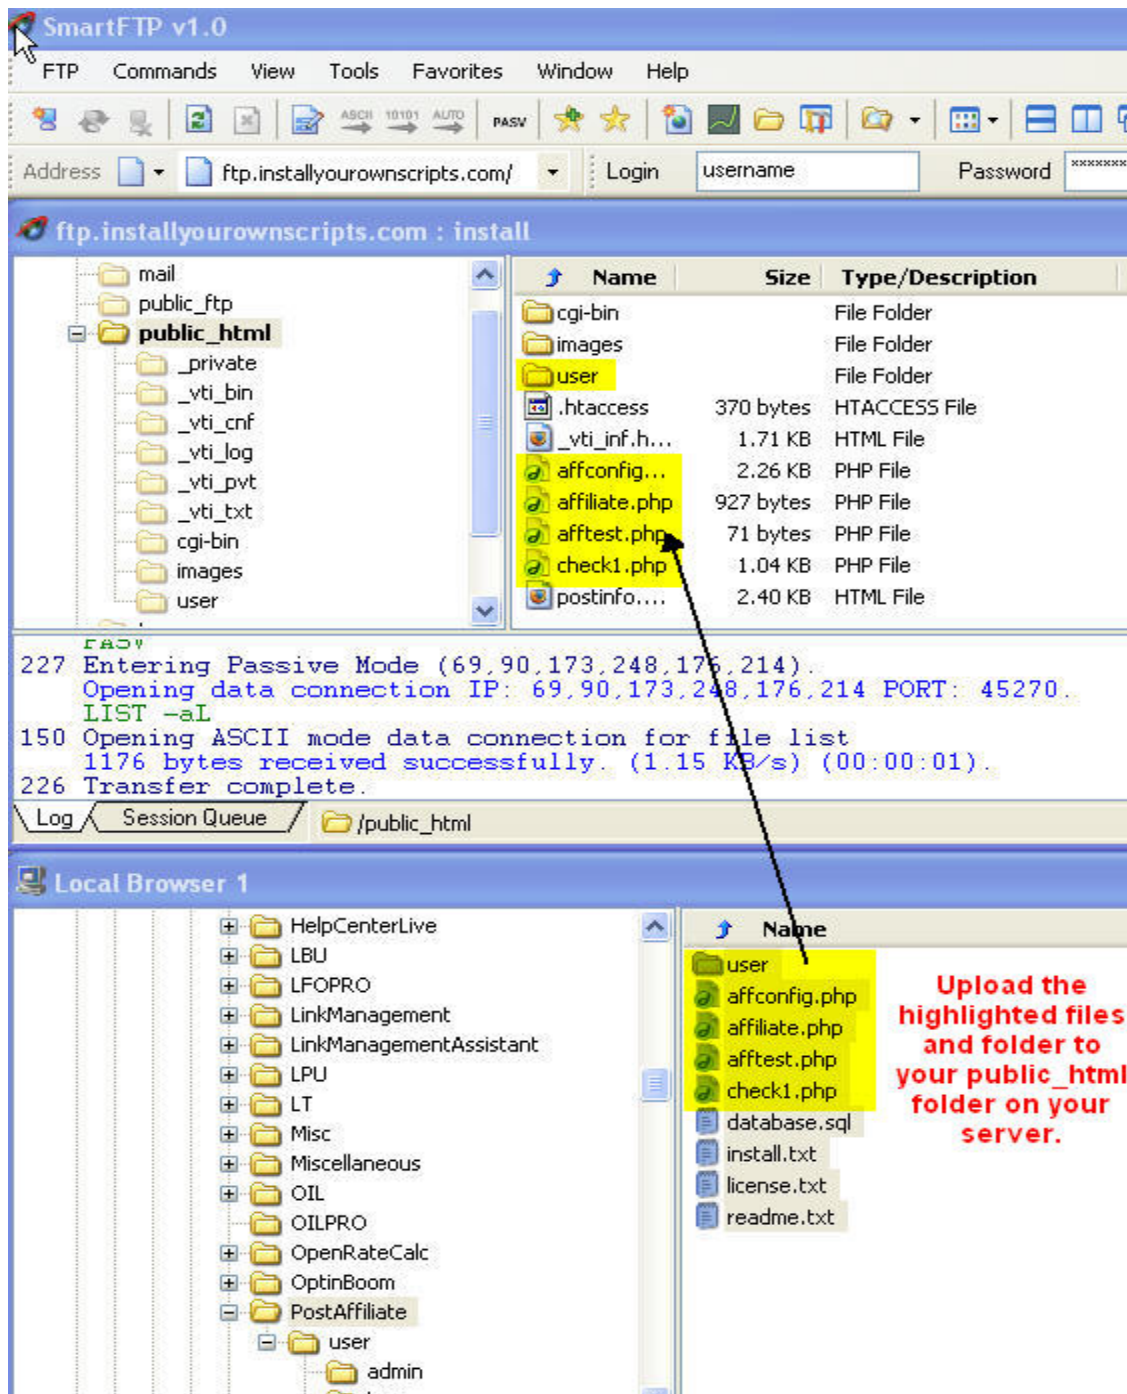 SmartFTP v1.0
FTP Commands View Tools Favorites Window Help
ASCII 10101 AUTO PASV
Address ftp.installyourownscripts.com/ Login username Password ********
ftp.installyourownscripts.com : install
mail
public_ftp
public_html
_private
_vti_bin
_vti_cnf
_vti_log
_vti_pvt
_vti_txt
cgi-bin
images
user
Name Size Type/Description
cgi-bin File Folder
images File Folder
user File Folder
.htaccess 370 bytes HTACCESS File
_vti_inf.h... 1.71 KB HTML File
affconfig... 2.26 KB PHP File
affiliate.php 927 bytes PHP File
afftest.php 71 bytes PHP File
check1.php 1.04 KB PHP File
postinfo.... 2.40 KB HTML File
PASV
227 Entering Passive Mode (69,90,173,248,176,214).
Opening data connection IP: 69,90,173,248,176,214 PORT: 45270.
LIST -aL
150 Opening ASCII mode data connection for file list
1176 bytes received successfully. (1.15 KB/s) (00:00:01).
226 Transfer complete.
Log Session Queue /public_html
Local Browser 1
HelpCenterLive
LBU
LFOPRO
LinkManagement
LinkManagementAssistant
LPU
LT
Misc
Miscellaneous
OIL
OILPRO
OpenRateCalc
OptinBoom
PostAffiliate
user
admin
Name
user
affconfig.php
affiliate.php
afftest.php
check1.php
database.sql
install.txt
license.txt
readme.txt
Upload the
highlighted files
and folder to
your public_html
folder on your
server.